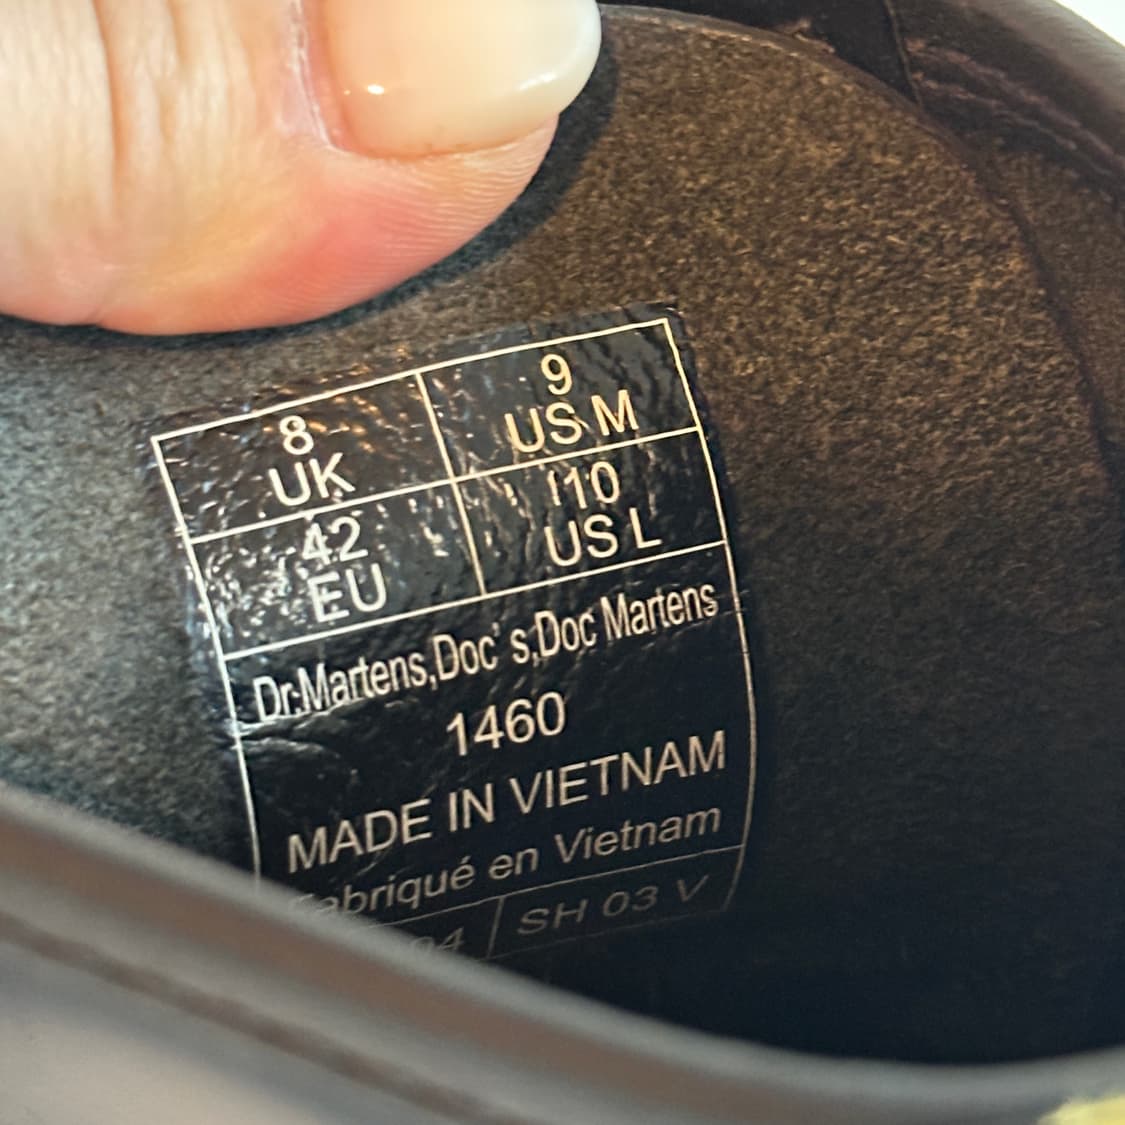 8
UK
9
US M
42
EU
10
US L
Dr.Martens,Doc's,Doc Martens
1460
MADE IN VIETNAM
Fabriqué en Vietnam
04 SH 03 V